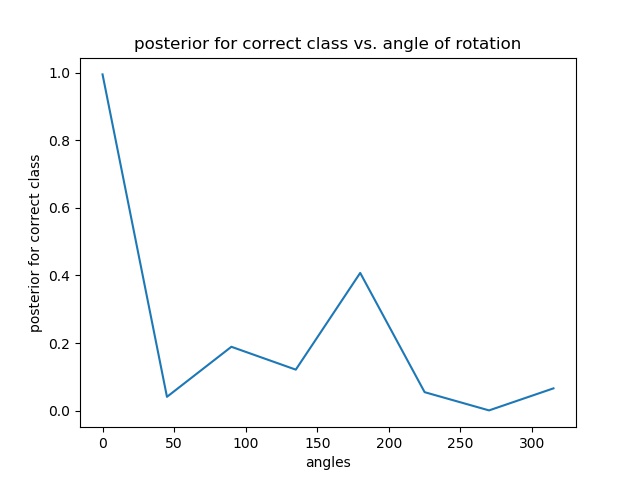 posterior for correct class vs. angle of rotation
1.0
0.8
0.6
0.4
0.2
0.0
posterior for correct class
0 50 100 150 200 250 300
angles